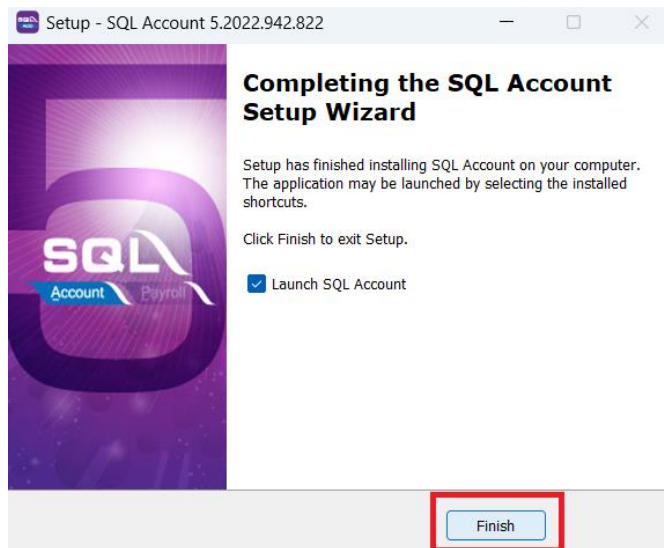 Setup - SQL Account 5.2022.942.822
Completing the SQL Account
Setup Wizard
Setup has finished installing SQL Account on your computer.
The application may be launched by selecting the installed
shortcuts.
Click Finish to exit Setup.
Launch SQL Account
5
SQL
Account Payroll
Finish